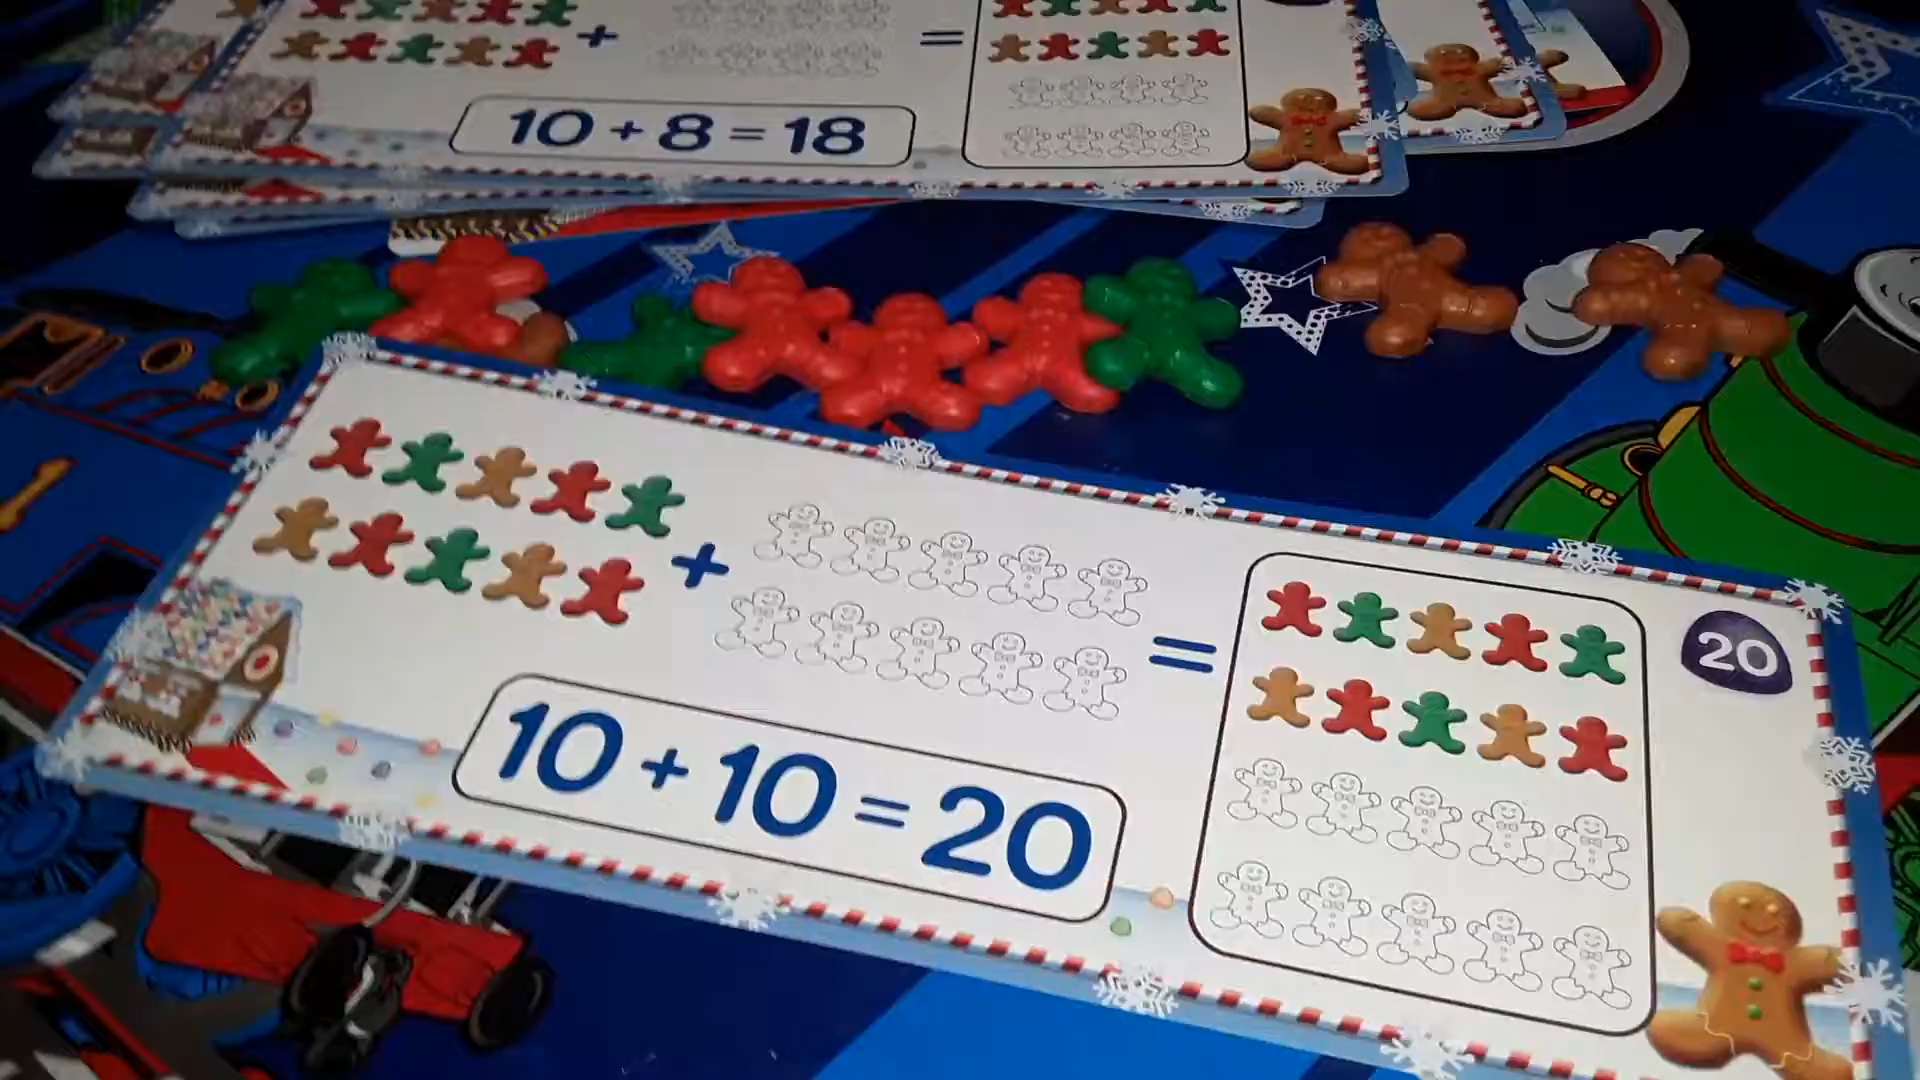 + =
10 + 8 = 18
+ = 20
10 + 10 = 20